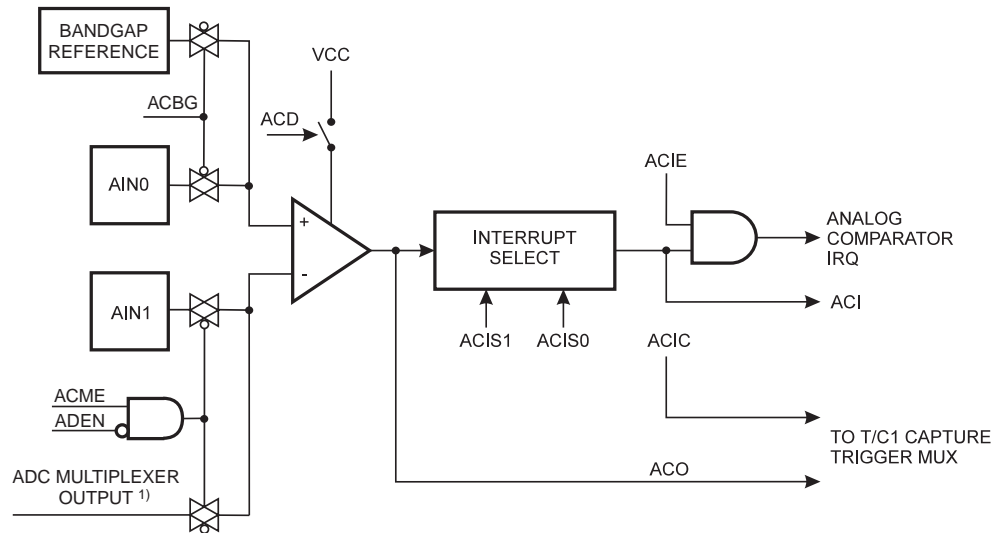 BANDGAP
REFERENCE
VCC
ACBG
ACD
AIN0
ACIE
+
INTERRUPT
SELECT
ANALOG
COMPARATOR
IRQ
-
AIN1
ACI
ACIS1 ACIS0
ACIC
ACME
ADEN
TO T/C1 CAPTURE
TRIGGER MUX
ADC MULTIPLEXER
OUTPUT 1)
ACO